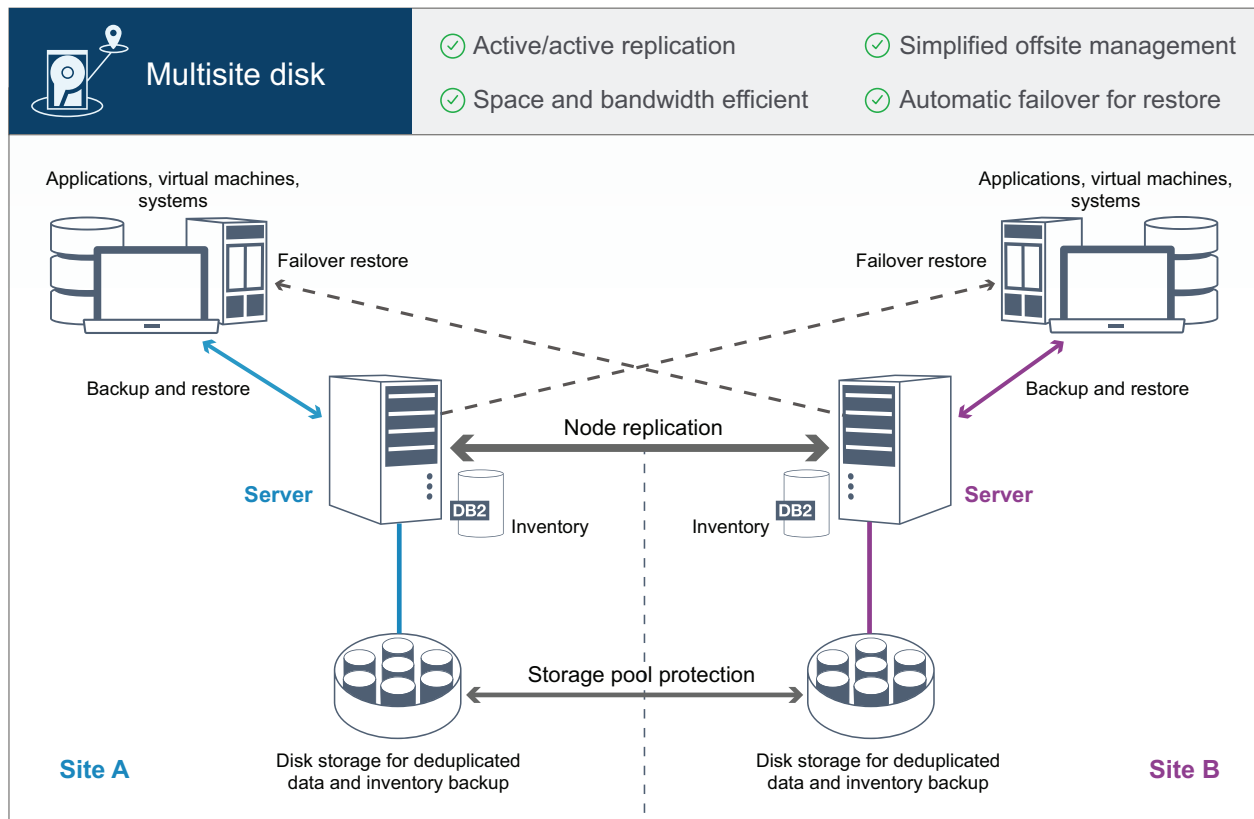 Multisite disk
Active/active replication
Simplified offsite management
Space and bandwidth efficient
Automatic failover for restore
Applications, virtual machines,
systems
Applications, virtual machines,
systems
Failover restore
Failover restore
Backup and restore
Backup and restore
Node replication
Server
Server
DB2
Inventory
DB2
Inventory
Storage pool protection
Disk storage for deduplicated
data and inventory backup
Disk storage for deduplicated
data and inventory backup
Site A
Site B